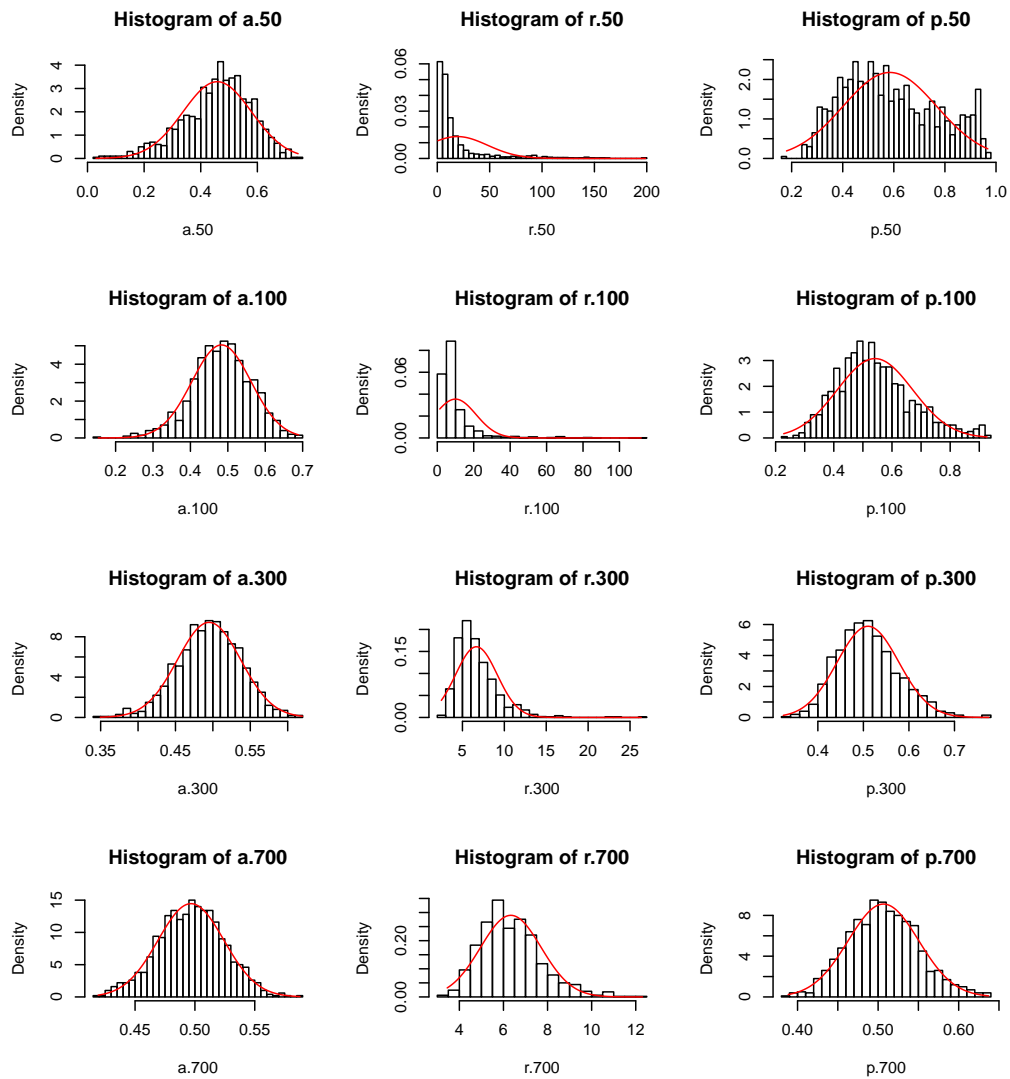 Histogram of a.50
Density
0 1 2 3 4
0.0 0.2 0.4 0.6
a.50
Histogram of r.50
Density
0.00 0.03 0.06
0 50 100 150 200
r.50
Histogram of p.50
Density
0.0 1.0 2.0
0.2 0.4 0.6 0.8 1.0
p.50
Histogram of a.100
Density
0 2 4
0.2 0.3 0.4 0.5 0.6 0.7
a.100
Histogram of r.100
Density
0.00 0.06
0 20 40 60 80 100
r.100
Histogram of p.100
Density
0 1 2 3
0.2 0.4 0.6 0.8
p.100
Histogram of a.300
Density
0 4 8
0.35 0.45 0.55
a.300
Histogram of r.300
Density
0.00 0.15
5 10 15 20 25
r.300
Histogram of p.300
Density
0 2 4 6
0.4 0.5 0.6 0.7
p.300
Histogram of a.700
Density
0 5 10 15
0.45 0.50 0.55
a.700
Histogram of r.700
Density
0.00 0.20
4 6 8 10 12
r.700
Histogram of p.700
Density
0 4 8
0.40 0.50 0.60
p.700